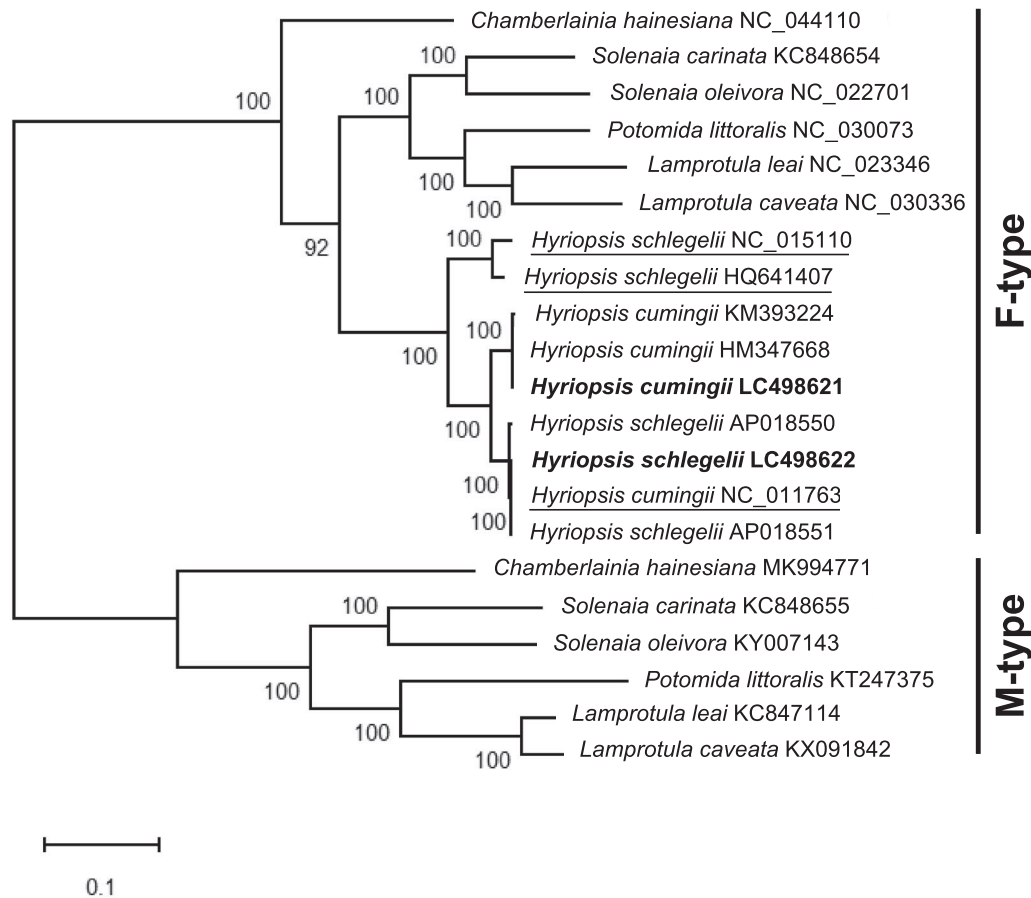 Chamberlainia hainesiana NC_044110
100
Solenaia carinata KC848654
100
100
Solenaia oleivora NC_022701
Potomida littoralis NC_030073
Lamprotula leai NC_023346
100
Lamprotula caveata NC_030336
100
92
100
Hyriopsis schlegelii NC_015110
Hyriopsis schlegelii HQ641407
Hyriopsis cumingii KM393224
100
Hyriopsis cumingii HM347668
100
Hyriopsis cumingii LC498621
Hyriopsis schlegelii AP018550
100
Hyriopsis schlegelii LC498622
100
Hyriopsis cumingii NC_011763
100
Hyriopsis schlegelii AP018551
F-type
Chamberlainia hainesiana MK994771
100
Solenaia carinata KC848655
Solenaia oleivora KY007143
100
Potomida littoralis KT247375
Lamprotula leai KC847114
100
Lamprotula caveata KX091842
100
M-type
0.1